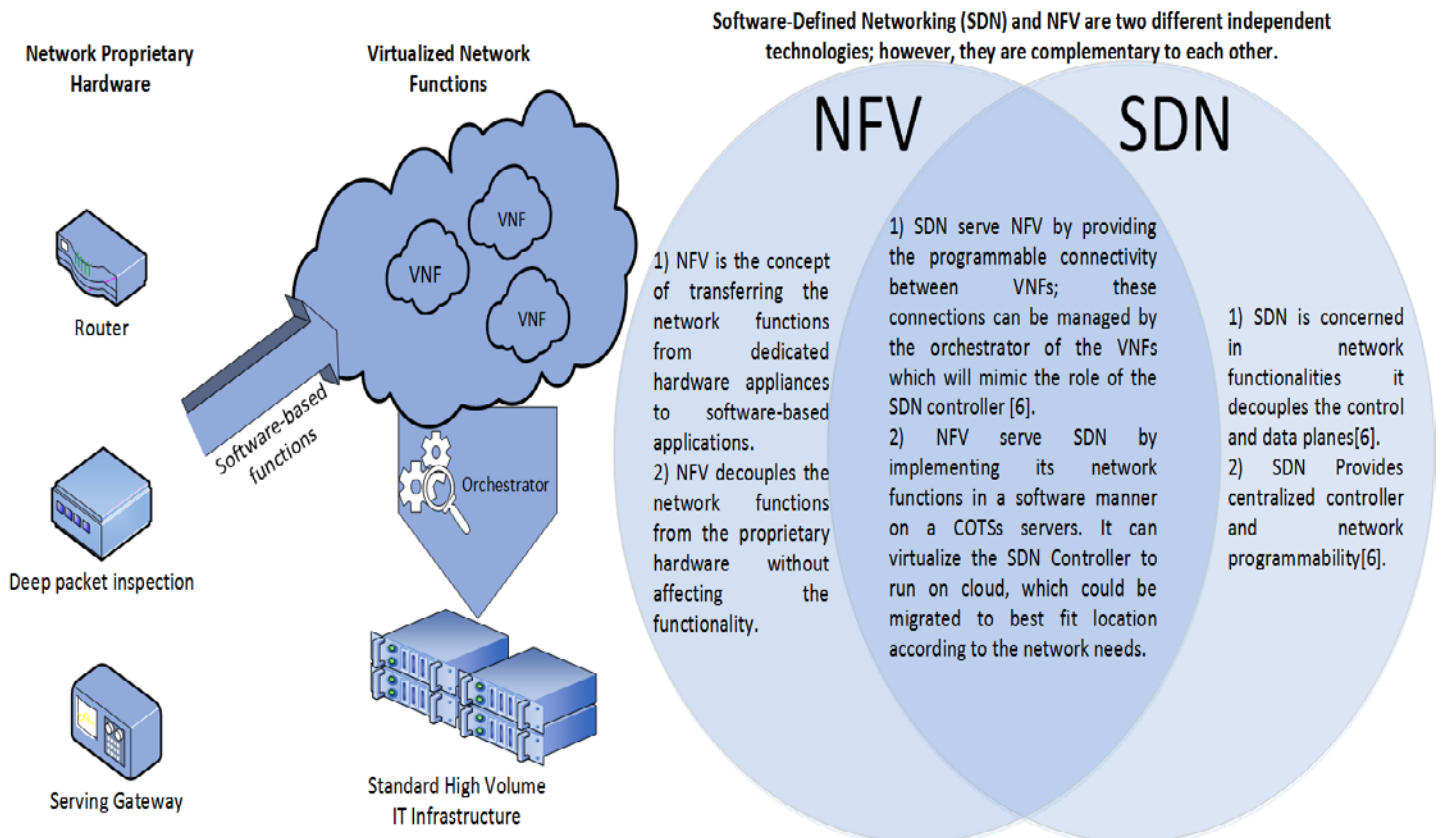 Network Proprietary
Hardware
Router
Deep packet inspection
Serving Gateway
Virtualized Network
Functions
VNF
VNF
VNF
Software-based
functions
Orchestrator
Standard High Volume
IT Infrastructure
Software-Defined Networking (SDN) and NFV are two different independent
technologies; however, they are complementary to each other.
NFV
1) NFV is the concept
of transferring the
network functions
from dedicated
hardware appliances
to software-based
applications.
2) NFV decouples the
network functions
from the proprietary
hardware without
affecting the
functionality.
1) SDN serve NFV by providing
the programmable connectivity
between VNFs; these
connections can be managed by
the orchestrator of the VNFs
which will mimic the role of the
SDN controller [6].
2) NFV serve SDN by
implementing its network
functions in a software manner
on a COTSs servers. It can
virtualize the SDN Controller to
run on cloud, which could be
migrated to best fit location
according to the network needs.
SDN
1) SDN is concerned
in network
functionalities it
decouples the control
and data planes[6].
2) SDN Provides
centralized controller
and network
programmability[6].